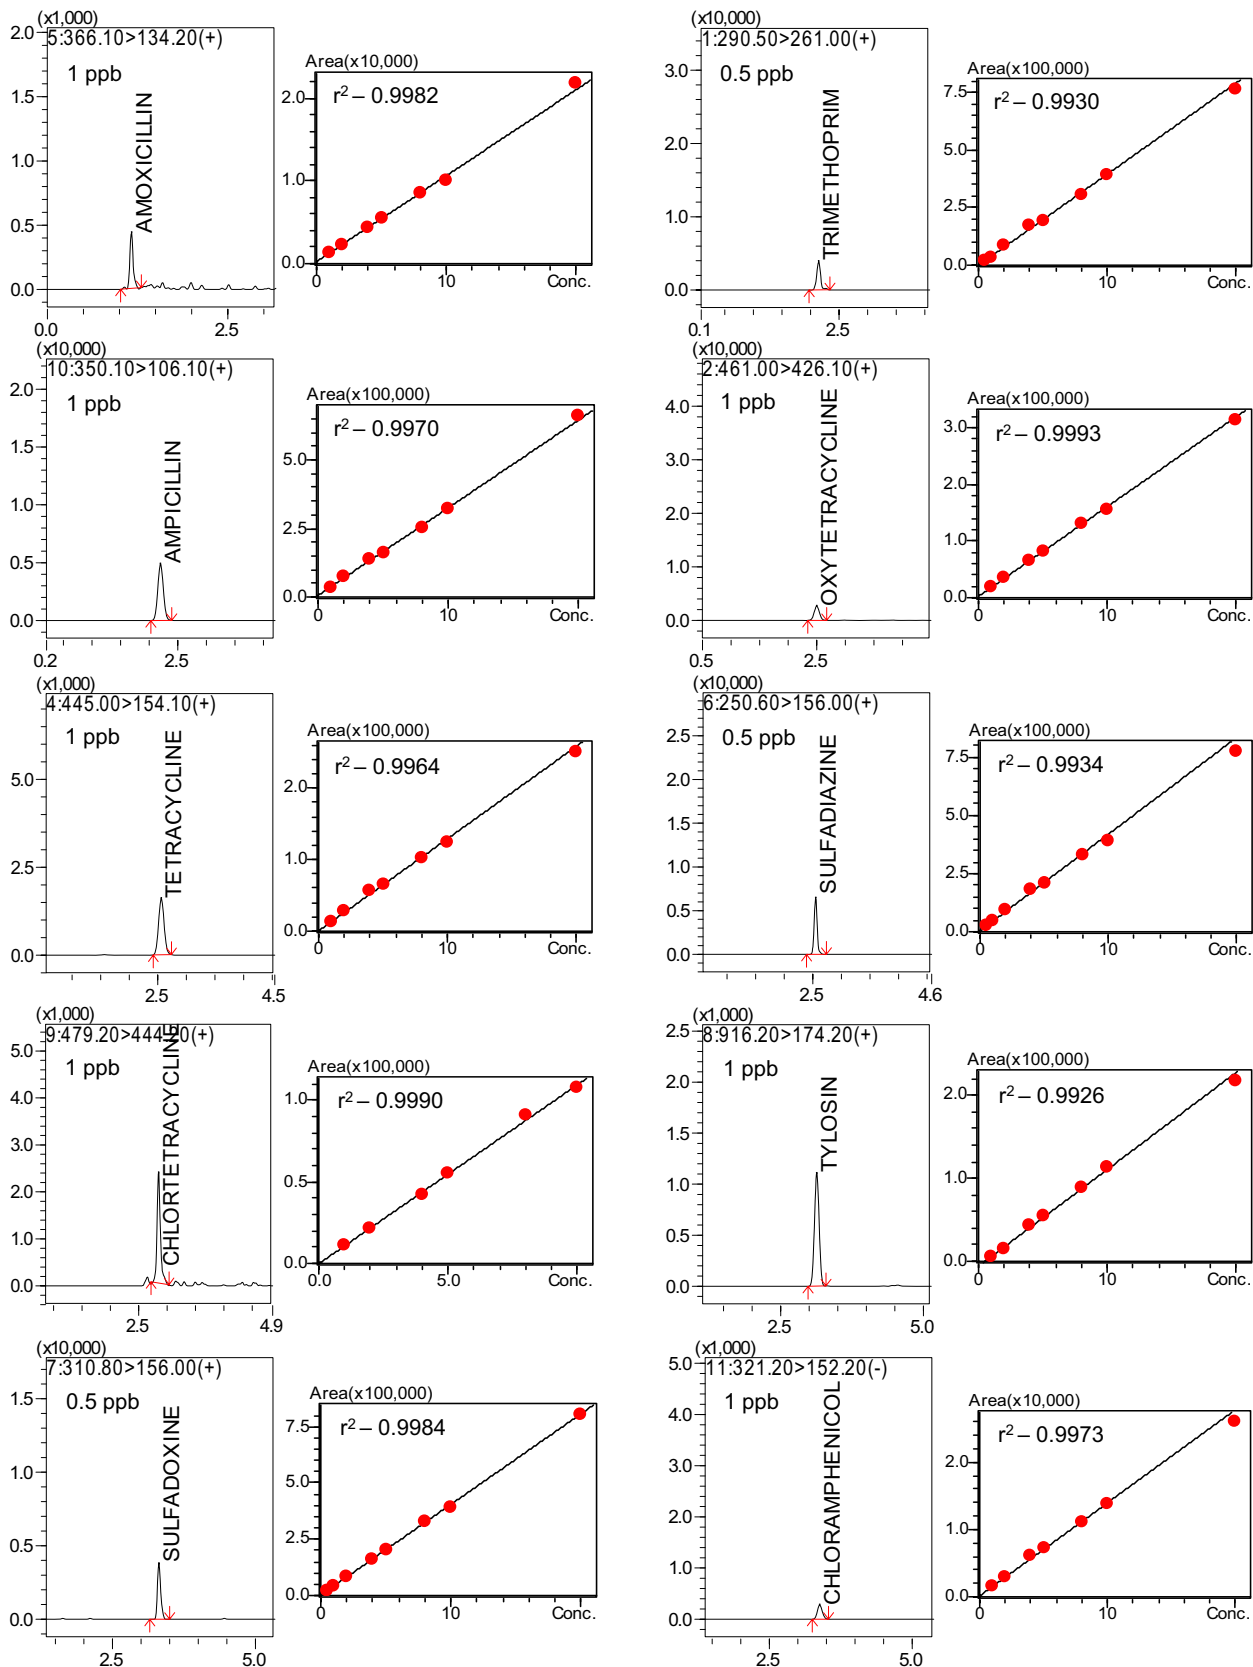 (x1,000)
5:366.10>134.20(+)
1 ppb
AMOXICILLIN
2.0
1.5
1.0
0.5
0.0
0.0
2.5
Area(x10,000)
r² – 0.9982
2.0
1.0
0.0
0
10
Conc.
(x10,000)
1:290.50>261.00(+)
0.5 ppb
TRIMETHOPRIM
3.0
2.0
1.0
0.0
0.1
2.5
Area(x100,000)
r² – 0.9930
7.5
5.0
2.5
0.0
0
10
Conc.
(x10,000)
10:350.10>106.10(+)
1 ppb
AMPICILLIN
2.0
1.5
1.0
0.5
0.0
0.2
2.5
Area(x100,000)
r² – 0.9970
5.0
2.5
0.0
0
10
Conc.
(x10,000)
2:461.00>426.10(+)
1 ppb
OXYTETRACYCLINE
4.0
3.0
2.0
1.0
0.0
0.5
2.5
Area(x100,000)
r² – 0.9993
3.0
2.0
1.0
0.0
0
10
Conc.
(x1,000)
4:445.00>154.10(+)
1 ppb
TETRACYCLINE
5.0
2.5
0.0
2.5
4.5
Area(x100,000)
r² – 0.9964
2.0
1.0
0.0
0
10
Conc.
(x10,000)
6:250.60>156.00(+)
0.5 ppb
SULFADIAZINE
2.5
2.0
1.5
1.0
0.5
0.0
2.5
4.6
Area(x100,000)
r² – 0.9934
7.5
5.0
2.5
0.0
0
10
Conc.
(x1,000)
9:479.20>444.20(+)
1 ppb
CHLORTETRACYCLINE
5.0
4.0
3.0
2.0
1.0
0.0
2.5
4.9
Area(x100,000)
r² – 0.9990
1.0
0.5
0.0
0.0
5.0
Conc.
(x1,000)
8:916.20>174.20(+)
1 ppb
TYLOSIN
2.5
2.0
1.5
1.0
0.5
0.0
2.5
5.0
Area(x100,000)
r² – 0.9926
2.0
1.0
0.0
0
10
Conc.
(x10,000)
7:310.80>156.00(+)
0.5 ppb
SULFADOXINE
1.5
1.0
0.5
0.0
2.5
5.0
Area(x100,000)
r² – 0.9984
7.5
5.0
2.5
0.0
0
10
Conc.
(x1,000)
11:321.20>152.20(-)
1 ppb
CHLORAMPHENICOL
5.0
4.0
3.0
2.0
1.0
0.0
2.5
5.0
Area(x10,000)
r² – 0.9973
2.0
1.0
0.0
0
10
Conc.